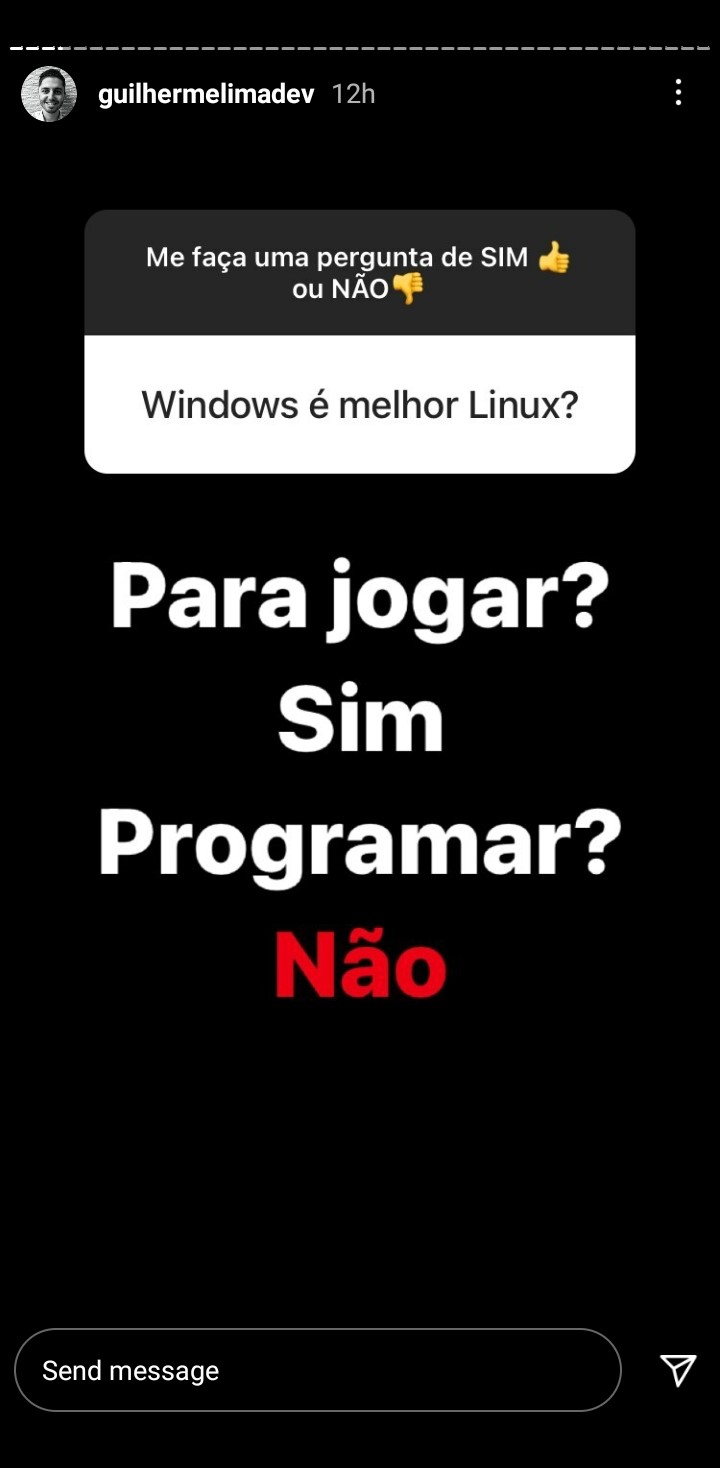 guilhermelimadev 12h
Me faça uma pergunta de SIM 👍
ou NÃO👎
Windows é melhor Linux?
Para jogar?
Sim
Programar?
Não
Send message